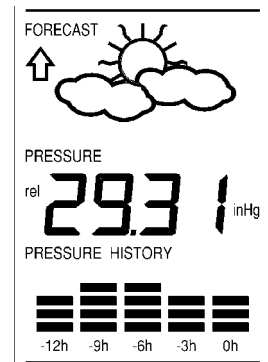 FORECAST
PRESSURE
rel 29.31 inHg
PRESSURE HISTORY
-12h -9h -6h -3h 0h